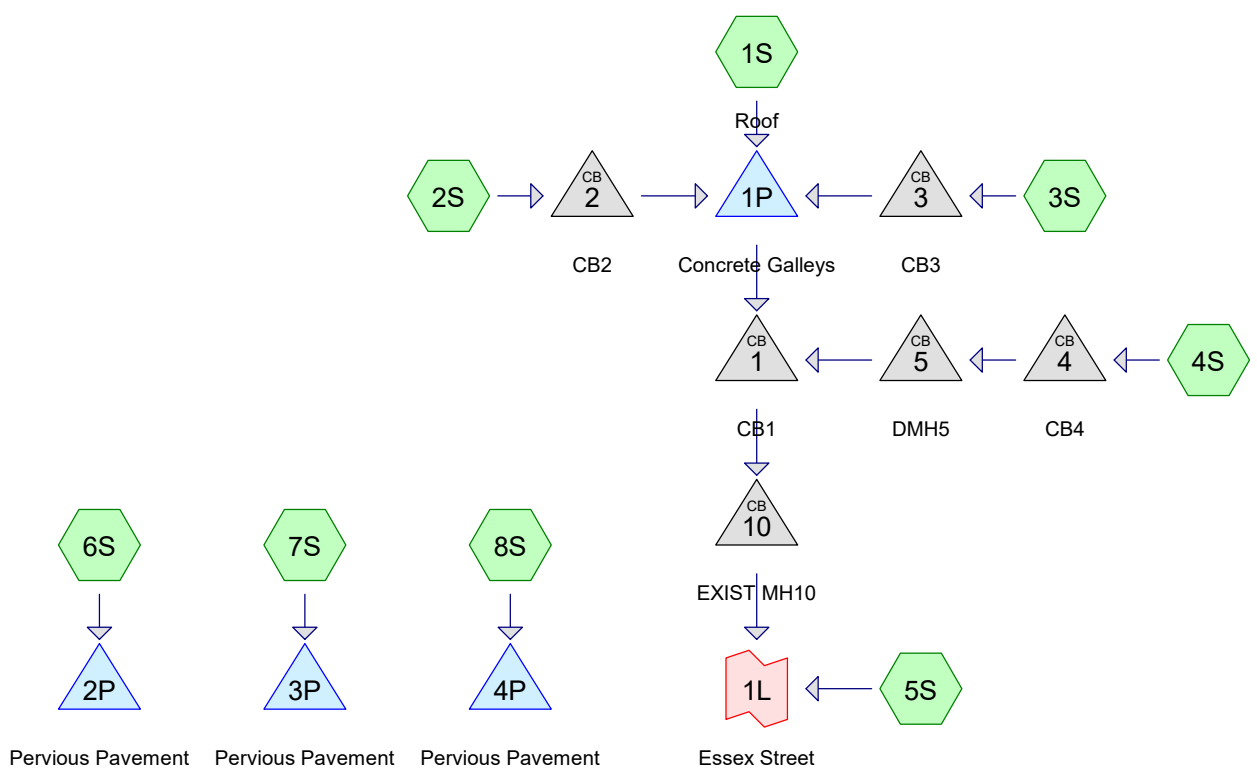 1S
Roof
2S
CB
2
CB2
1P
Concrete Galleys
CB
3
CB3
3S
CB
1
CB1
CB
5
DMH5
CB
4
CB4
4S
CB
10
EXIST MH10
6S
7S
8S
2P
Pervious Pavement
3P
Pervious Pavement
4P
Pervious Pavement
1L
Essex Street
5S